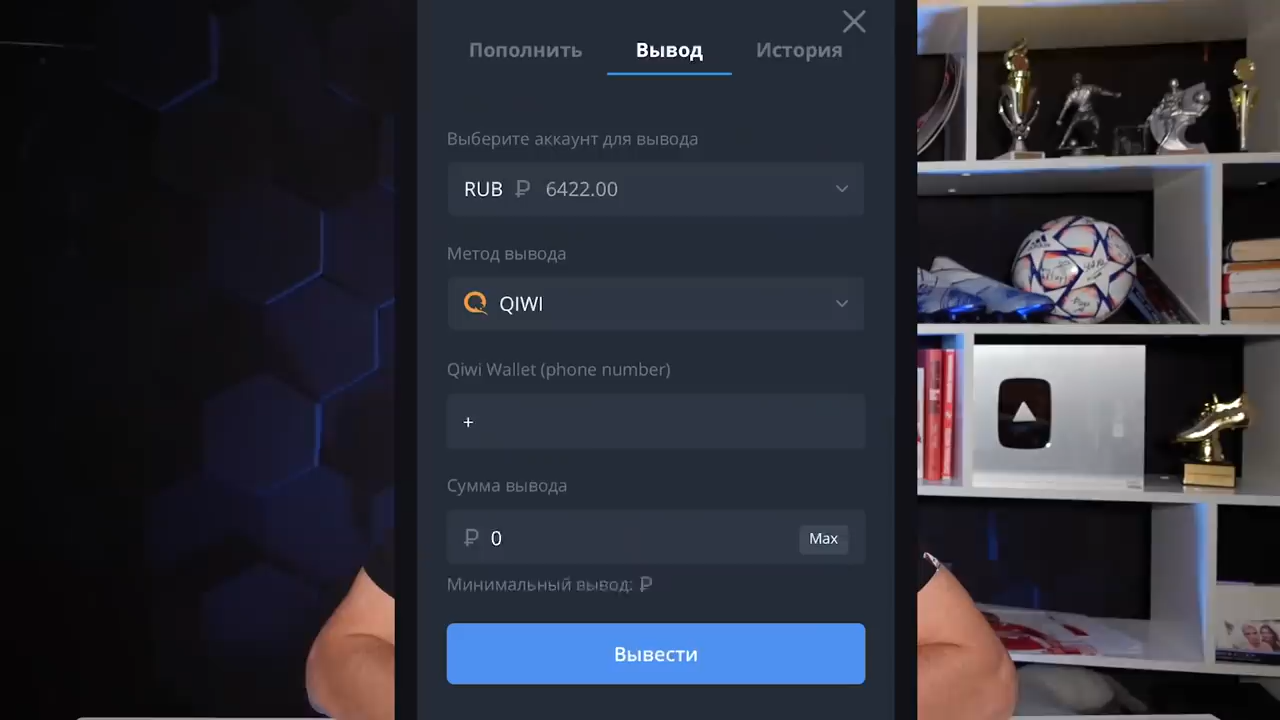 Пополнить Вывод История
Выберите аккаунт для вывода
RUB ₽ 6422.00
Метод вывода
QIWI
Qiwi Wallet (phone number)
+
Сумма вывода
₽ 0 Max
Минимальный вывод: ₽
Вывести